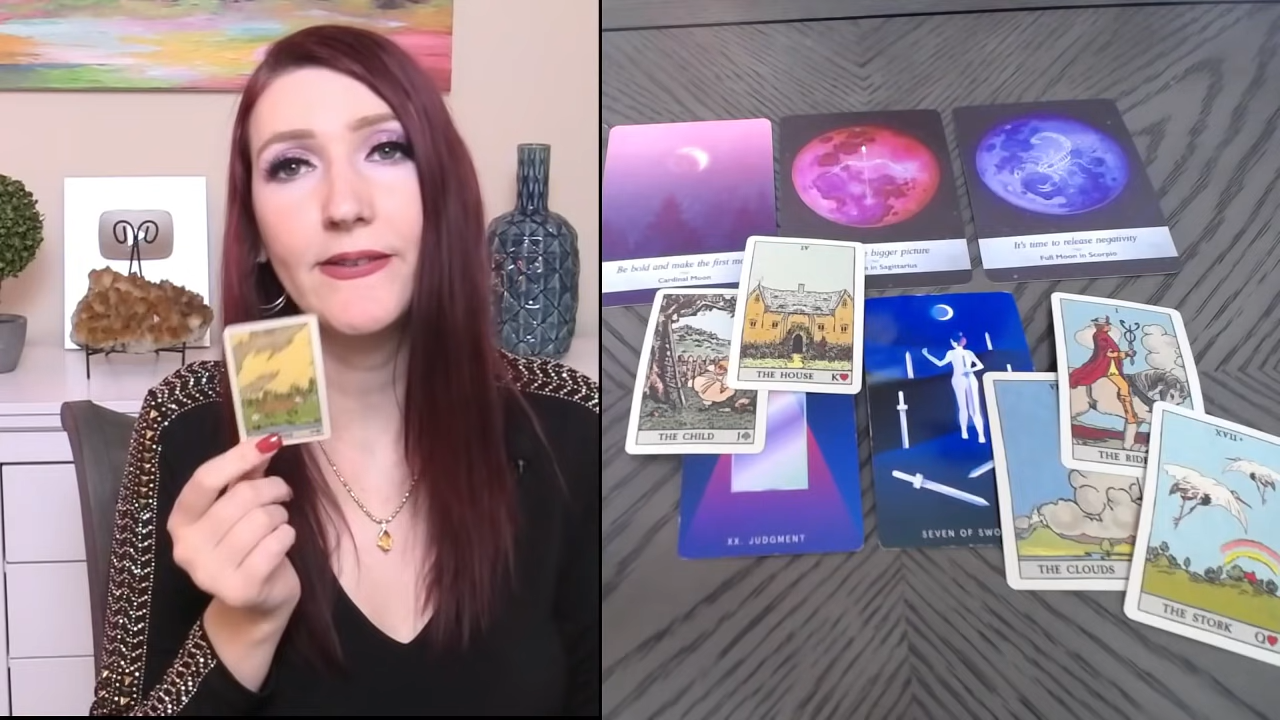 Be bold and make the first
Cardinal Moon
bigger picture
in Sagittarius
It's time to release negativity
Full Moon in Scorpio
IV
THE HOUSE K♥
THE CHILD J♠
XX. JUDGMENT
SEVEN OF SWO
I
THE RIDE
THE CLOUDS
XVII
THE STORK Q♥